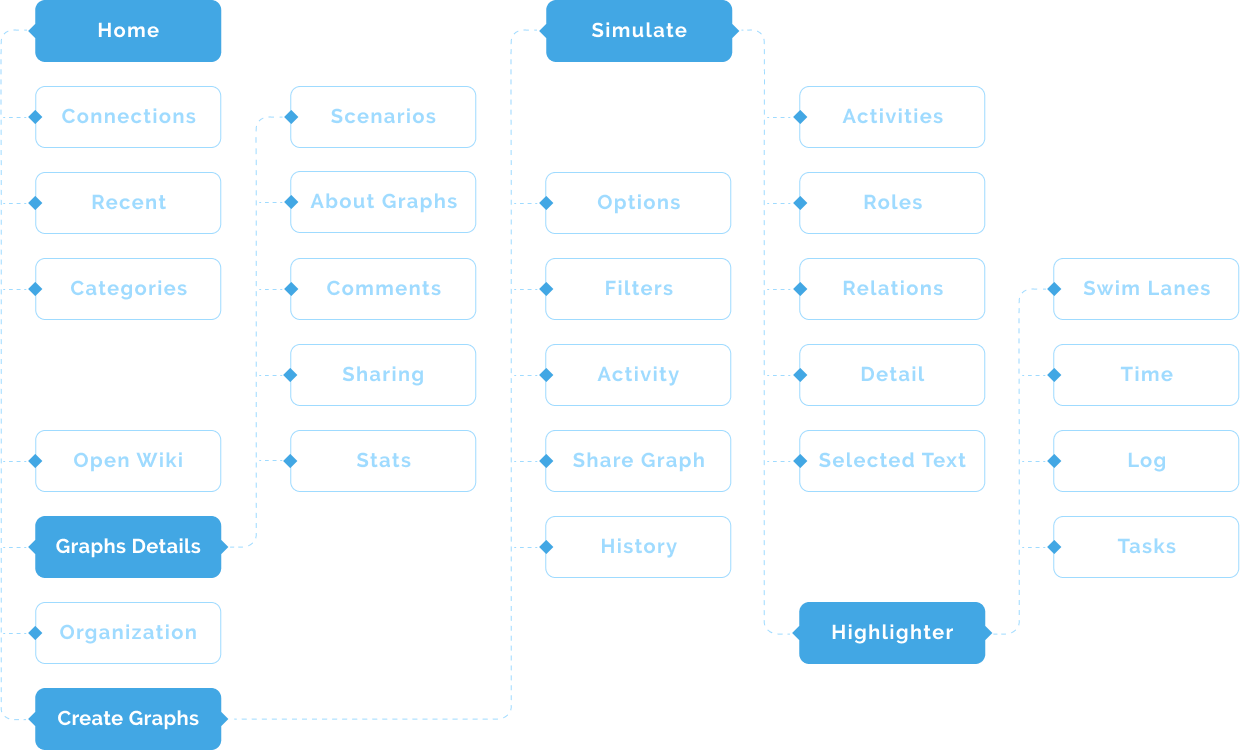 Home
Connections
Recent
Categories
Open Wiki
Graphs Details
Organization
Create Graphs
Scenarios
About Graphs
Comments
Sharing
Stats
Simulate
Options
Filters
Activity
Share Graph
History
Activities
Roles
Relations
Detail
Selected Text
Highlighter
Swim Lanes
Time
Log
Tasks